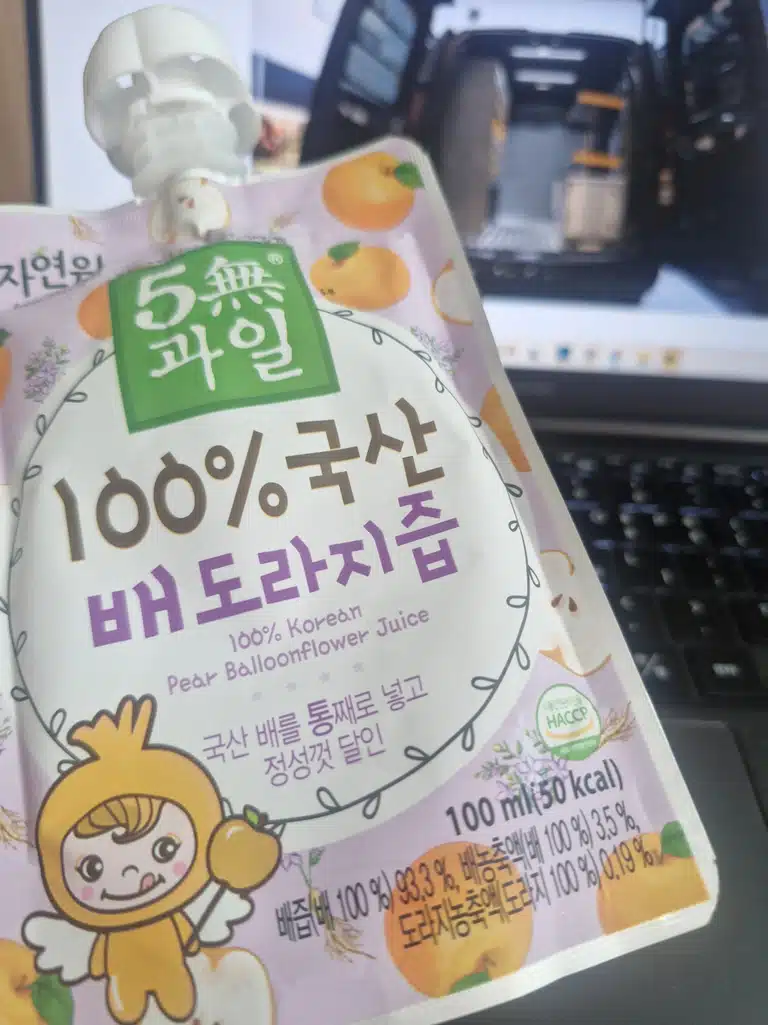 자연원
5無®
과일
100%국산
배도라지즙
100% Korean
Pear Balloonflower Juice
국산 배를 통째로 넣고
정성껏 달인
HACCP
100 ml(50 kcal)
배즙(배 100 %) 93.3 %, 배농축액(배 100 %) 3.5 %,
도라지농축액(도라지 100 %) 0.19 %